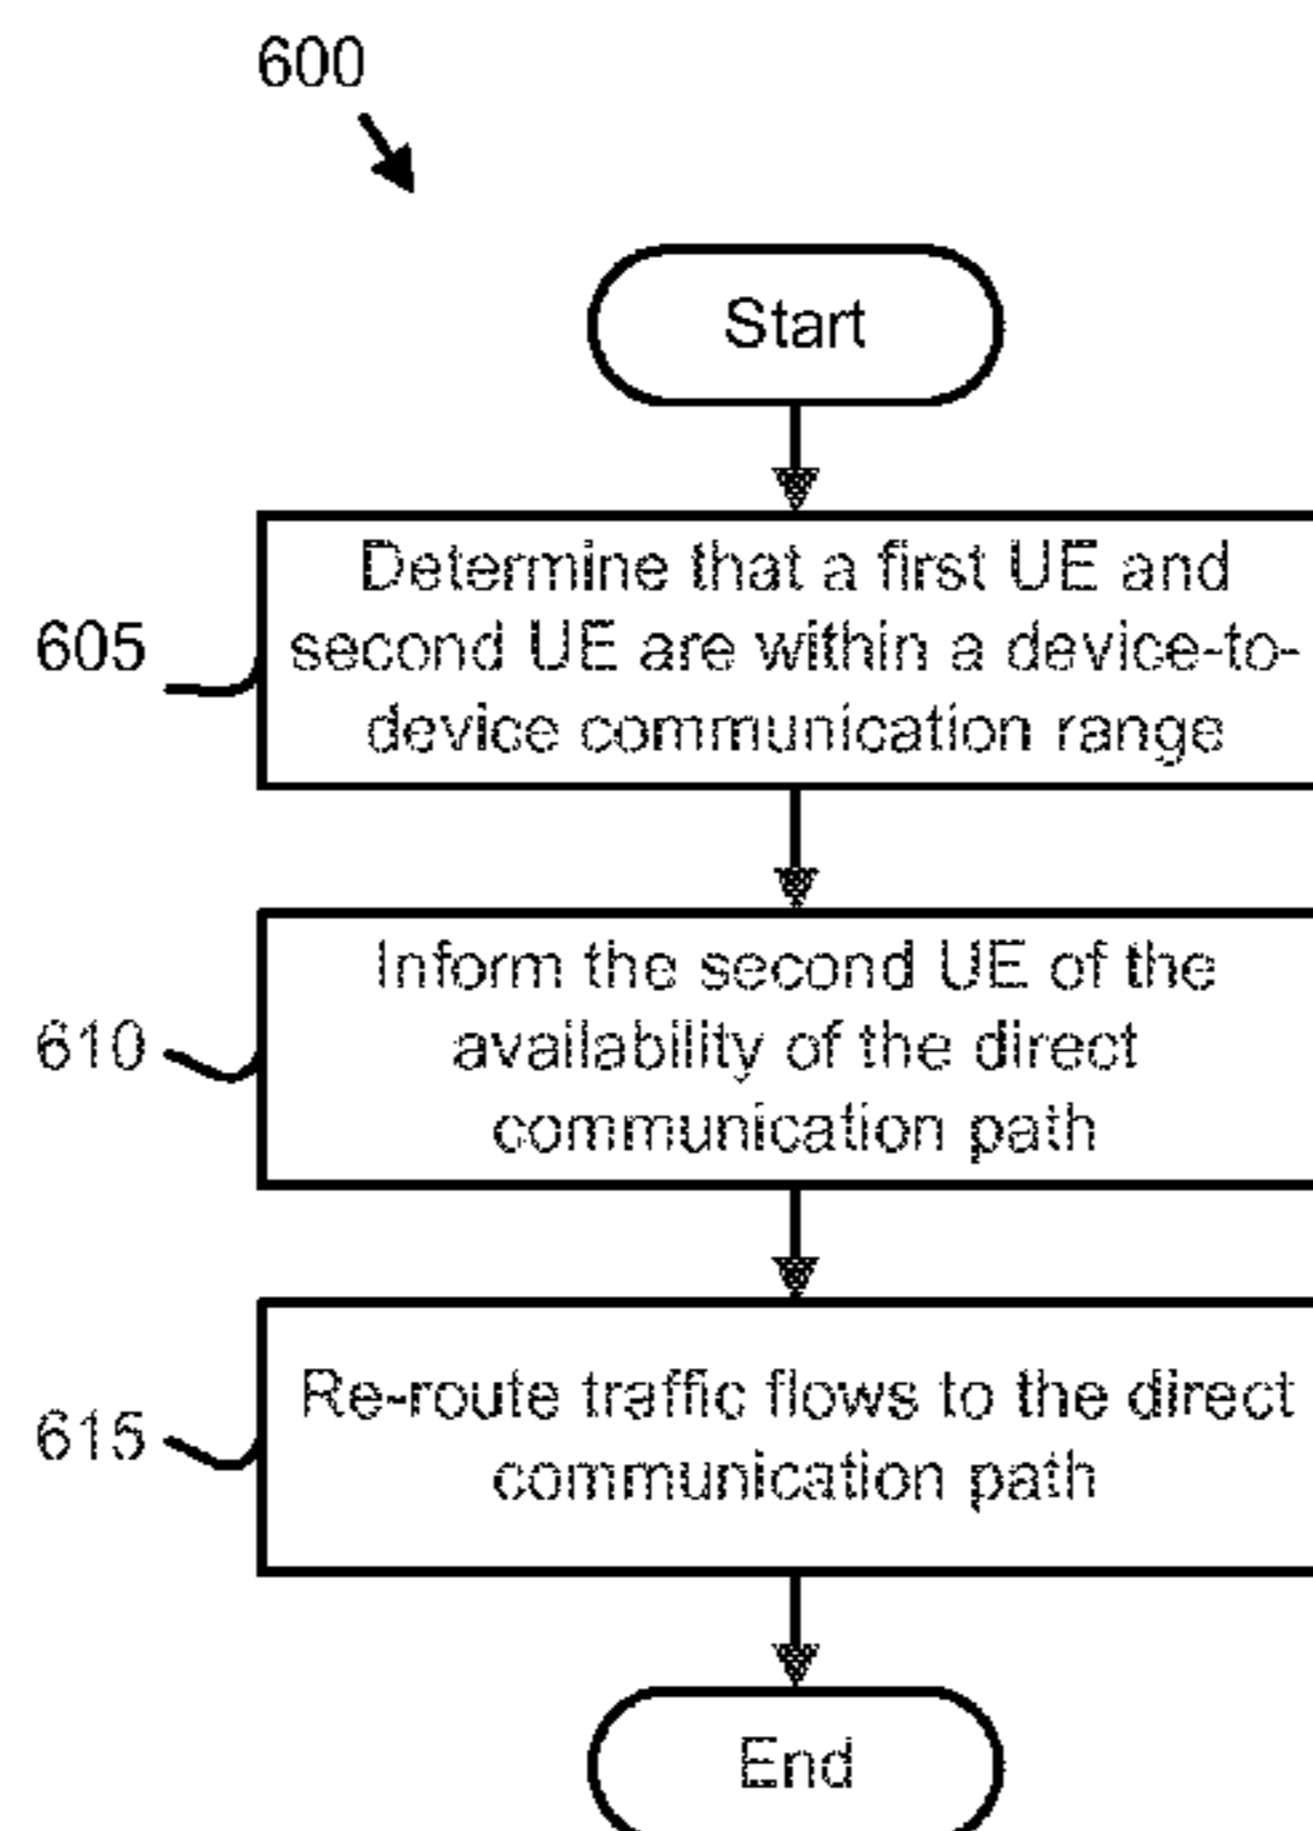 600
Start
605
Determine that a first UE and
second UE are within a device-to-
device communication range
610
Inform the second UE of the
availability of the direct
communication path
615
Re-route traffic flows to the direct
communication path
End